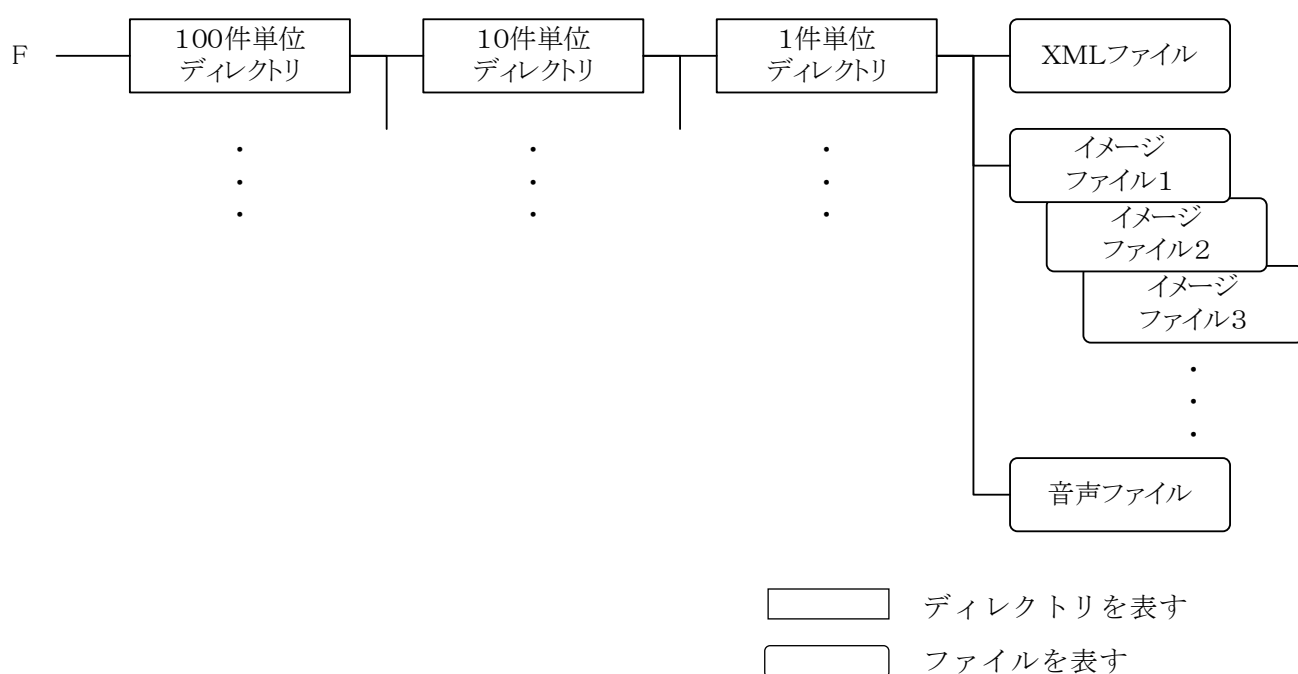 F
100件単位
ディレクトリ
10件単位
ディレクトリ
1件単位
ディレクトリ
XMLファイル
イメージ
ファイル1
イメージ
ファイル2
イメージ
ファイル3
音声ファイル
ディレクトリを表す
ファイルを表す